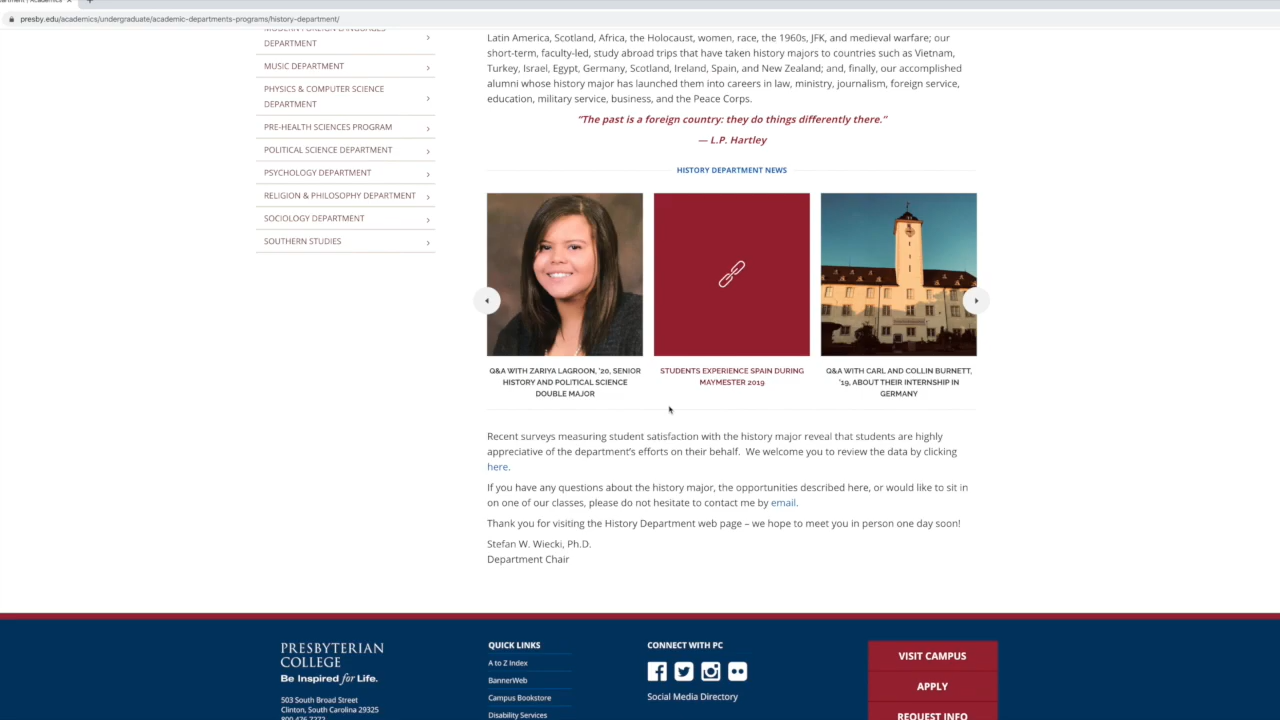 presby.edu/academics/undergraduate/academic-departments-programs/history-department/
DEPARTMENT
MUSIC DEPARTMENT
PHYSICS & COMPUTER SCIENCE
DEPARTMENT
PRE-HEALTH SCIENCES PROGRAM
POLITICAL SCIENCE DEPARTMENT
PSYCHOLOGY DEPARTMENT
RELIGION & PHILOSOPHY DEPARTMENT
SOCIOLOGY DEPARTMENT
SOUTHERN STUDIES
Latin America, Scotland, Africa, the Holocaust, women, race, the 1960s, JFK, and medieval warfare; our
short-term, faculty-led, study abroad trips that have taken history majors to countries such as Vietnam,
Turkey, Israel, Egypt, Germany, Scotland, Ireland, Spain, and New Zealand; and, finally, our accomplished
alumni whose history major has launched them into careers in law, ministry, journalism, foreign service,
education, military service, business, and the Peace Corps.
“The past is a foreign country: they do things differently there.”
— L.P. Hartley
HISTORY DEPARTMENT NEWS
Q&A WITH ZARIYA LAGROON, '20, SENIOR
HISTORY AND POLITICAL SCIENCE
DOUBLE MAJOR
STUDENTS EXPERIENCE SPAIN DURING
MAYMESTER 2019
Q&A WITH CARL AND COLLIN BURNETT,
'19, ABOUT THEIR INTERNSHIP IN
GERMANY
Recent surveys measuring student satisfaction with the history major reveal that students are highly
appreciative of the department's efforts on their behalf.  We welcome you to review the data by clicking
here.
If you have any questions about the history major, the opportunities described here, or would like to sit in
on one of our classes, please do not hesitate to contact me by email.
Thank you for visiting the History Department web page – we hope to meet you in person one day soon!
Stefan W. Wiecki, Ph.D.
Department Chair
PRESBYTERIAN
COLLEGE
Be Inspired for Life.
503 South Broad Street
Clinton, South Carolina 29325
QUICK LINKS
A to Z Index
BannerWeb
Campus Bookstore
Disability Services
CONNECT WITH PC
Social Media Directory
VISIT CAMPUS
APPLY
REQUEST INFO